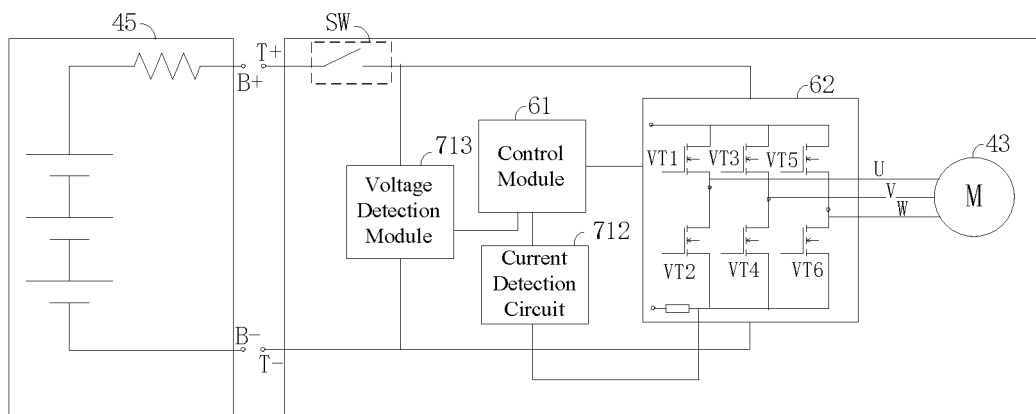 45
SW
T+
B+
62
61
713
Control
Module
Voltage
Detection
Module
712
Current
Detection
Circuit
VT1
VT3
VT5
VT2
VT4
VT6
U
V
W
43
M
B-
T-